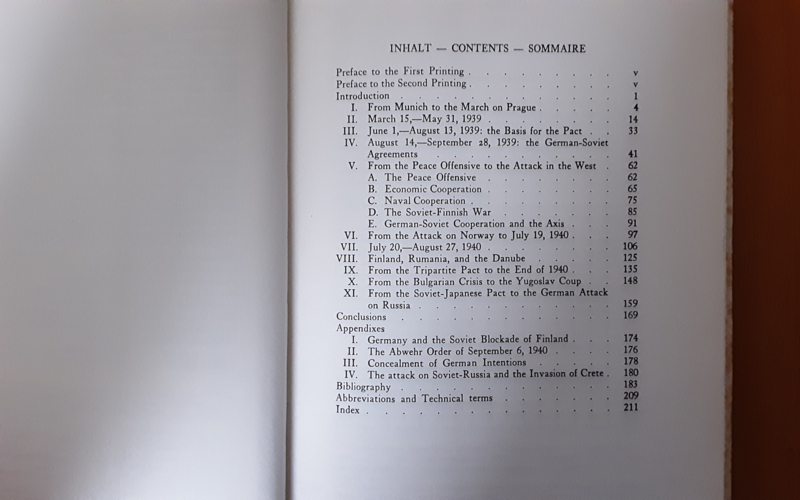 INHALT — CONTENTS — SOMMAIRE
Preface to the First Printing . . . . . . . . v
Preface to the Second Printing . . . . . . . . v
Introduction . . . . . . . . . . . 1
I. From Munich to the March on Prague . . . . . 4
II. March 15,—May 31, 1939 . . . . . . . 14
III. June 1,—August 13, 1939: the Basis for the Pact . . 33
IV. August 14,—September 28, 1939: the German-Soviet
Agreements . . . . . . . . . 41
V. From the Peace Offensive to the Attack in the West . 62
A. The Peace Offensive . . . . . . . 62
B. Economic Cooperation . . . . . . . 65
C. Naval Cooperation . . . . . . . . 75
D. The Soviet-Finnish War . . . . . . 85
E. German-Soviet Cooperation and the Axis . . . 91
VI. From the Attack on Norway to July 19, 1940 . . . 97
VII. July 20,—August 27, 1940 . . . . . . . 106
VIII. Finland, Rumania, and the Danube . . . . . 125
IX. From the Tripartite Pact to the End of 1940 . . . 135
X. From the Bulgarian Crisis to the Yugoslav Coup . . 148
XI. From the Soviet-Japanese Pact to the German Attack
on Russia . . . . . . . . . . 159
Conclusions . . . . . . . . . . . 169
Appendixes
I. Germany and the Soviet Blockade of Finland . . . 174
II. The Abwehr Order of September 6, 1940 . . . . 176
III. Concealment of German Intentions . . . . . 178
IV. The attack on Soviet-Russia and the Invasion of Crete . 180
Bibliography . . . . . . . . . . . 183
Abbreviations and Technical terms . . . . . . 209
Index . . . . . . . . . . . . . 211